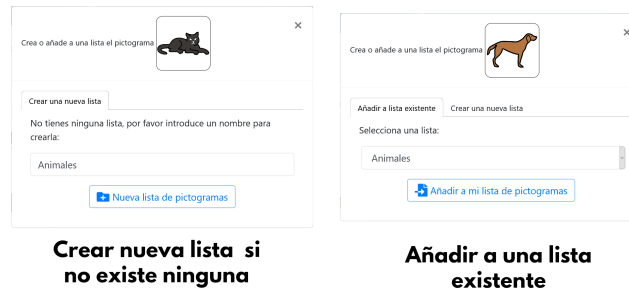 Crea o añade a una lista el pictograma
×
Crear una nueva lista
No tienes ninguna lista, por favor introduce un nombre para
crearla:
Animales
Nueva lista de pictogramas
Crear nueva lista si
no existe ninguna
Crea o añade a una lista el pictograma
×
Añadir a lista existente
Crear una nueva lista
Selecciona una lista:
Animales
Añadir a mi lista de pictogramas
Añadir a una lista
existente